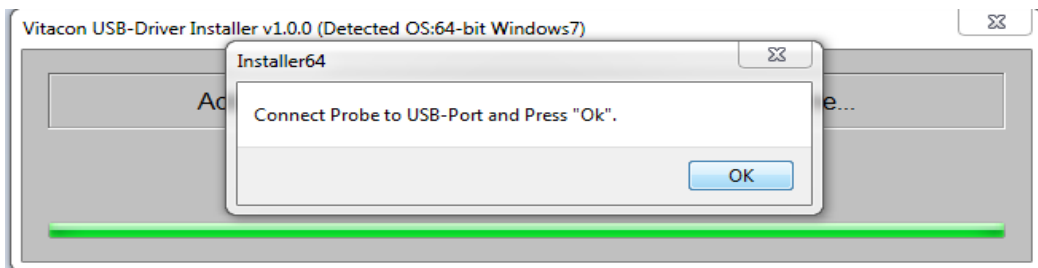 Vitacon USB-Driver Installer v1.0.0 (Detected OS:64-bit Windows7)
Installer64
Connect Probe to USB-Port and Press "Ok".
OK